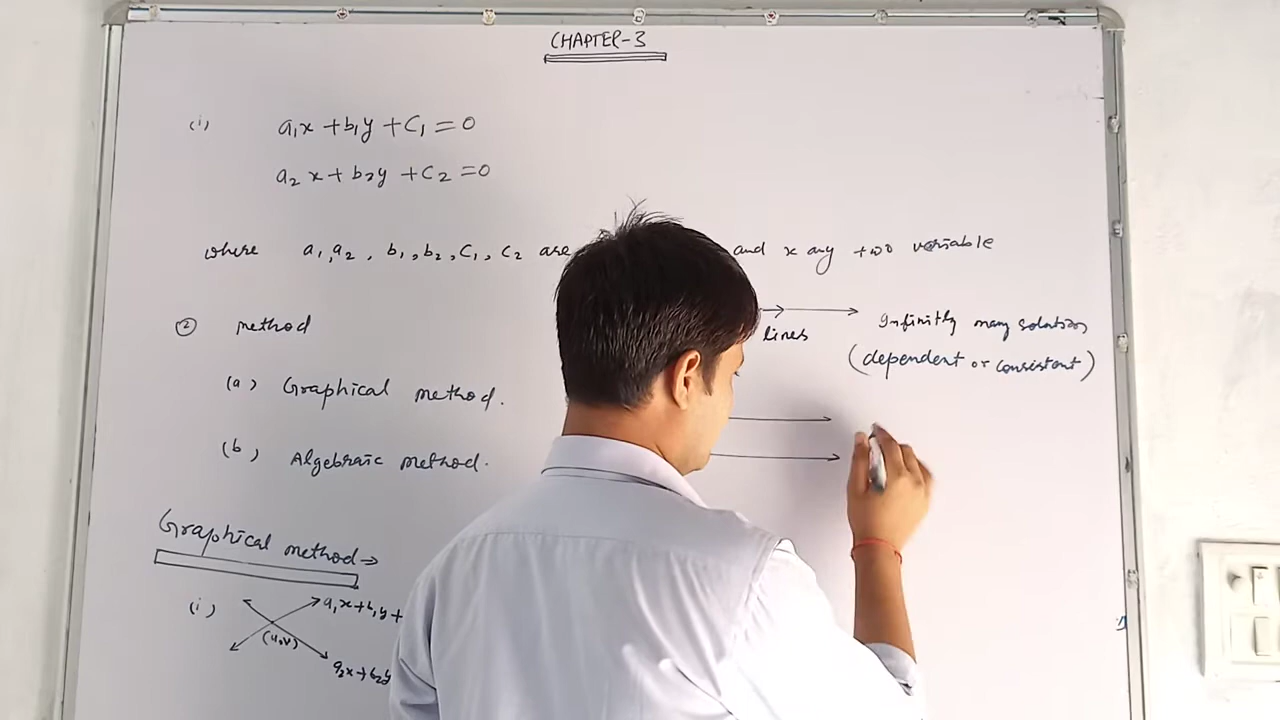 CHAPTER-3
(i) a₁x + b₁y + C₁ = 0
a₂ x + b₂y + C₂ = 0
where a₁, a₂, b₁, b₂, C₁, C₂ are and x any two variable
② method
(a) Graphical method.
(b) Algebraic method.
Graphical method →
(i) a₁x + b₁y +
(u,v)
a₂x + b₂y
lines
Infinitly many solution
(dependent or consistent)